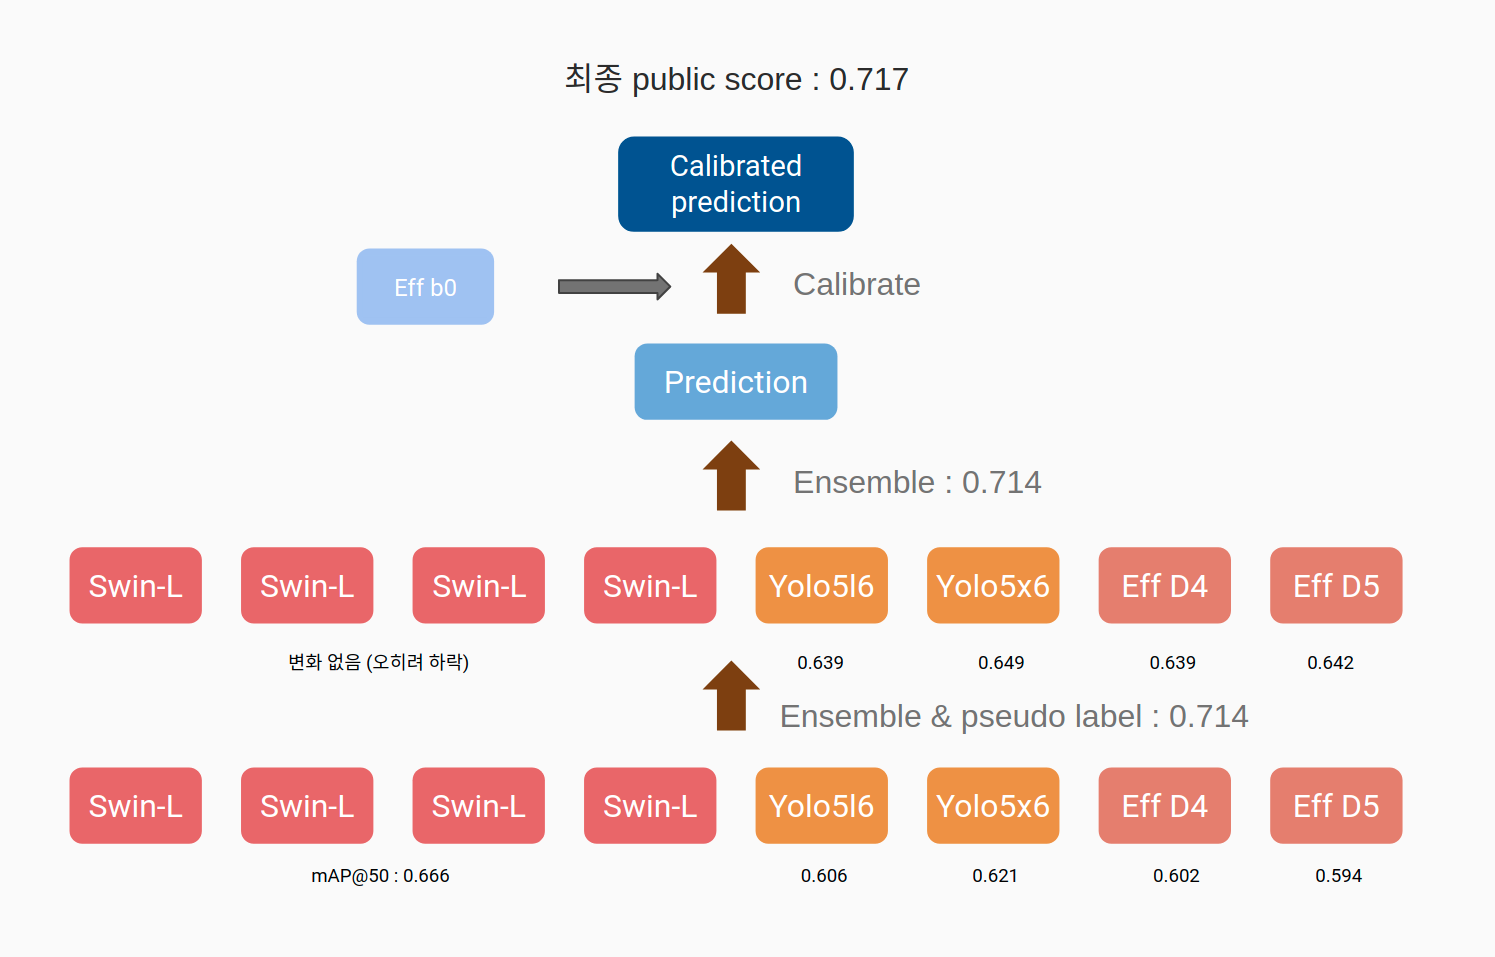 최종 public score : 0.717
Calibrated
prediction
Eff b0
Calibrate
Prediction
Ensemble : 0.714
Swin-L Swin-L Swin-L Swin-L Yolo5l6 Yolo5x6 Eff D4 Eff D5
변화 없음 (오히려 하락) 0.639 0.649 0.639 0.642
Ensemble & pseudo label : 0.714
Swin-L Swin-L Swin-L Swin-L Yolo5l6 Yolo5x6 Eff D4 Eff D5
mAP@50 : 0.666 0.606 0.621 0.602 0.594